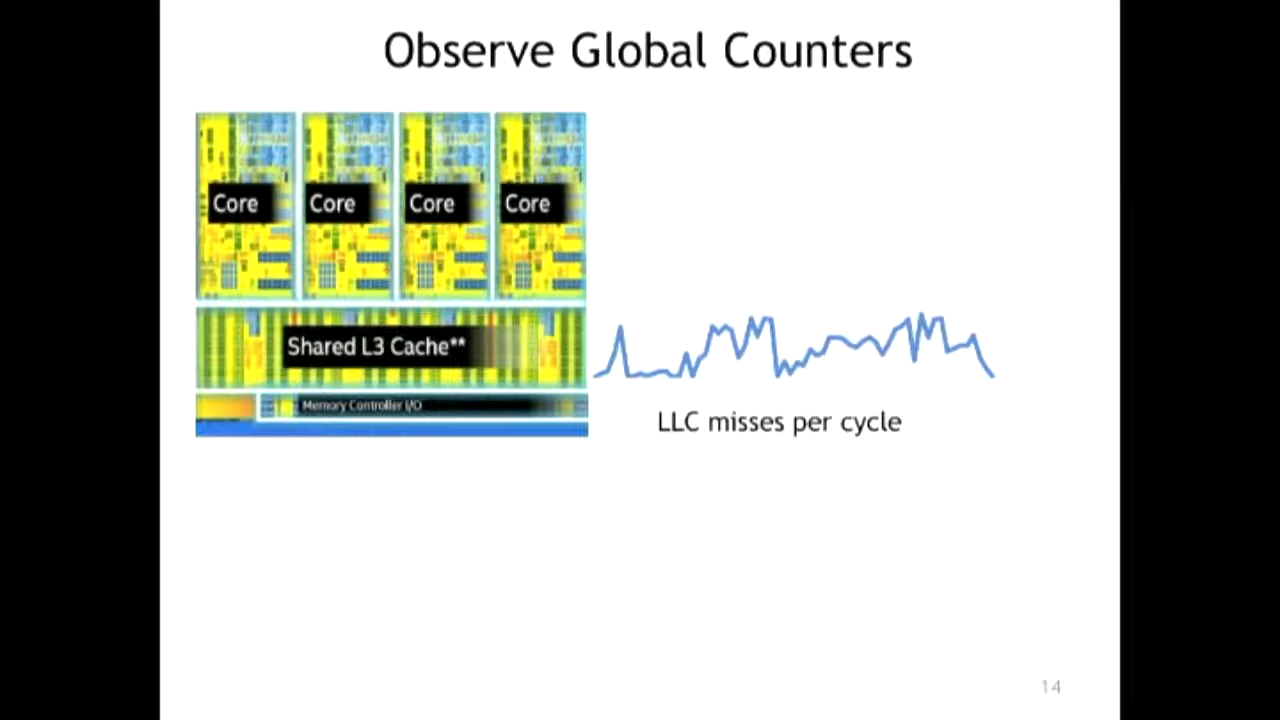 Observe Global Counters
Core Core Core Core
Shared L3 Cache**
Memory Controller I/O
LLC misses per cycle
14